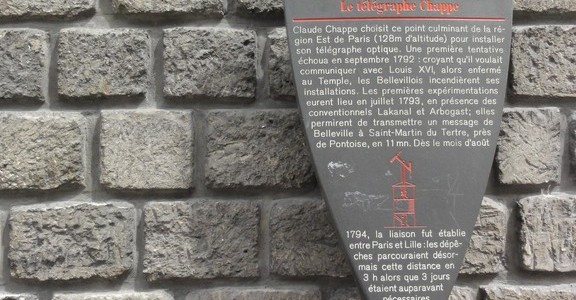 Le télégraphe Chappe
Claude Chappe choisit ce point culminant de la ré-
gion Est de Paris (128m d'altitude) pour installer
son télégraphe optique. Une première tentative
échoua en septembre 1792 : croyant qu'il voulait
communiquer avec Louis XVI, alors enfermé
au Temple, les Bellevillois incendièrent ses
installations. Les premières expérimentations
eurent lieu en juillet 1793, en présence des
conventionnels Lakanal et Arbogast; elles
permirent de transmettre un message de
Belleville à Saint-Martin du Tertre, près
de Pontoise, en 11 mn. Dès le mois d'août
1794, la liaison fut établie
entre Paris et Lille : les dépê-
ches parcouraient désor-
mais cette distance en
3 h alors que 3 jours
étaient auparavant
nécessaires